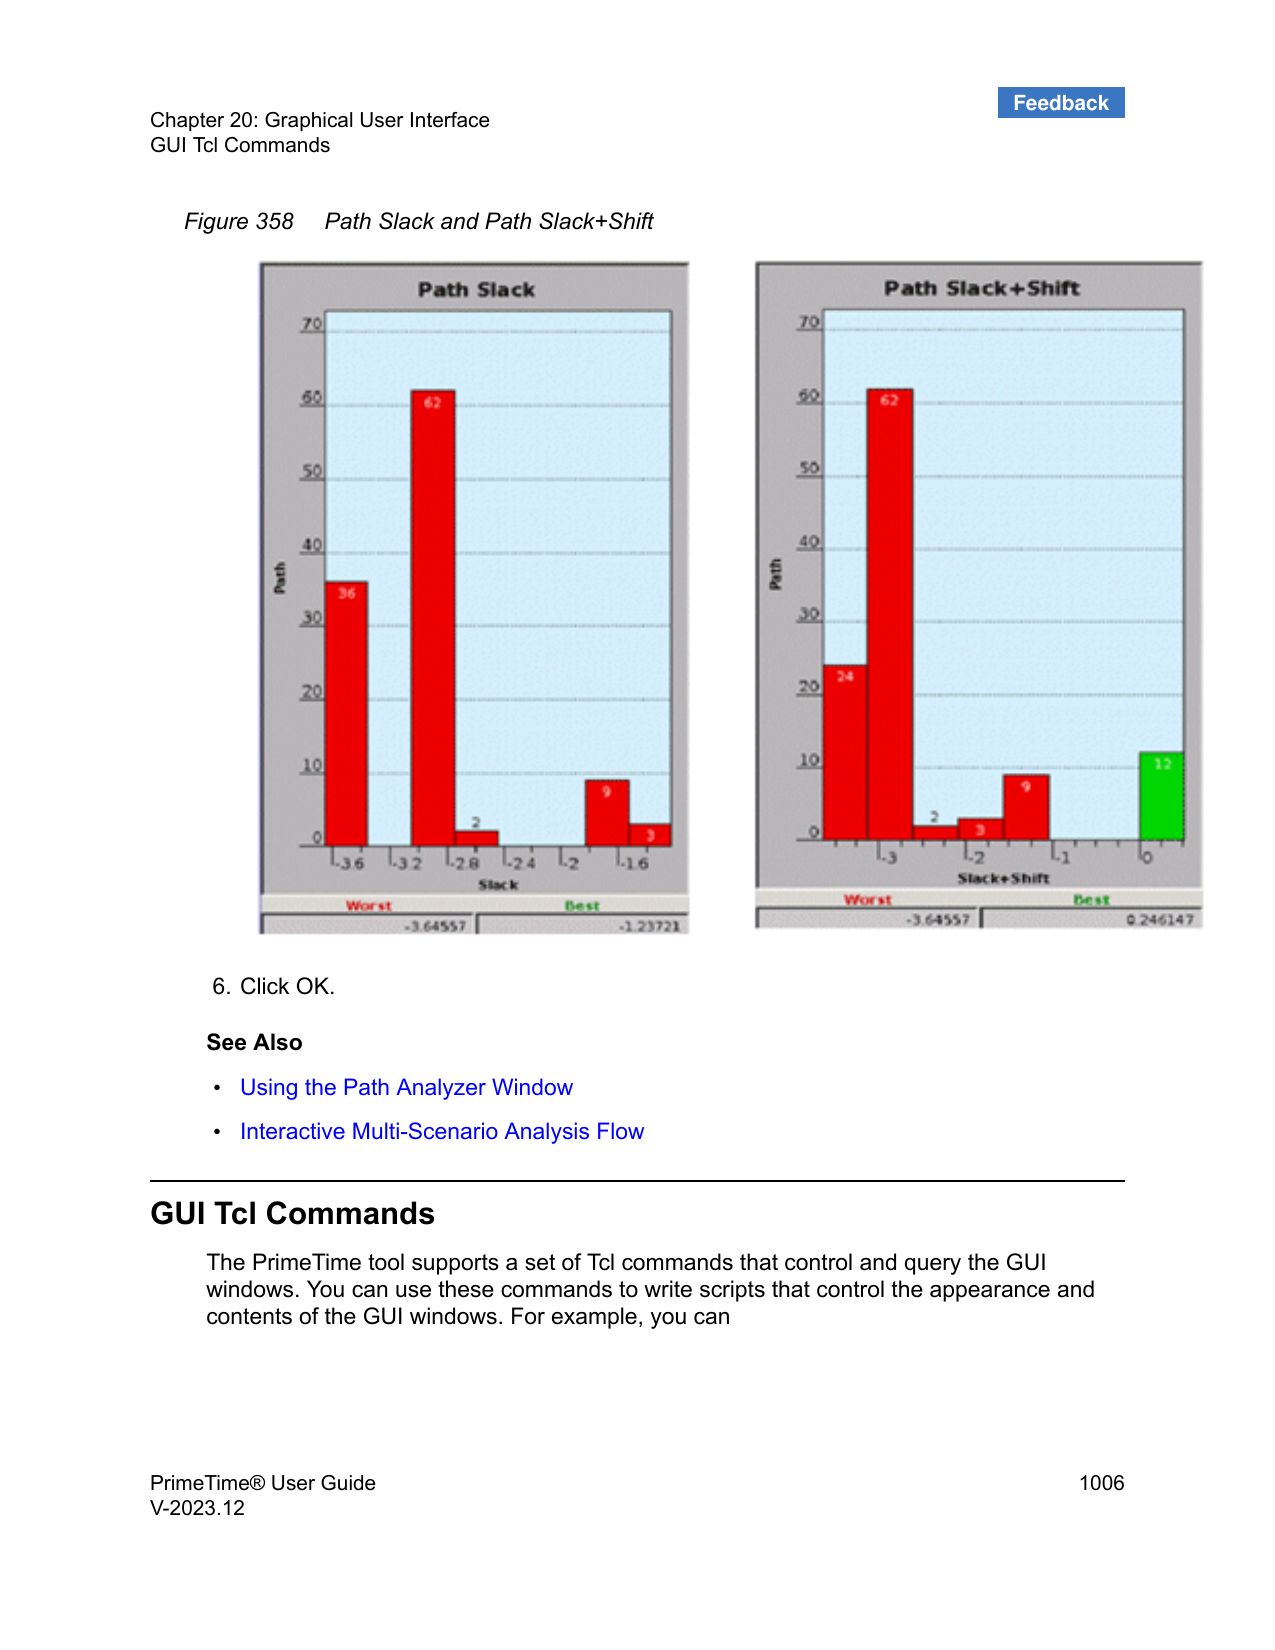 Feedback
Chapter 20: Graphical User Interface
GUI Tcl Commands
Figure 358 Path Slack and Path Slack+Shift
Path Slack
70
60
50
40
30
20
10
0
Path
36
62
2
9
3
-3.6 -3.2 -2.8 -2.4 -2 -1.6
Slack
Worst Best
-3.64557 -1.23721
Path Slack+Shift
70
60
50
40
30
20
10
0
Path
24
62
2
3
9
12
-3 -2 -1 0
Slack+Shift
Worst Best
-3.64557 0.246147
6. Click OK.
See Also
• Using the Path Analyzer Window
• Interactive Multi-Scenario Analysis Flow
GUI Tcl Commands
The PrimeTime tool supports a set of Tcl commands that control and query the GUI
windows. You can use these commands to write scripts that control the appearance and
contents of the GUI windows. For example, you can
PrimeTime® User Guide 1006
V-2023.12